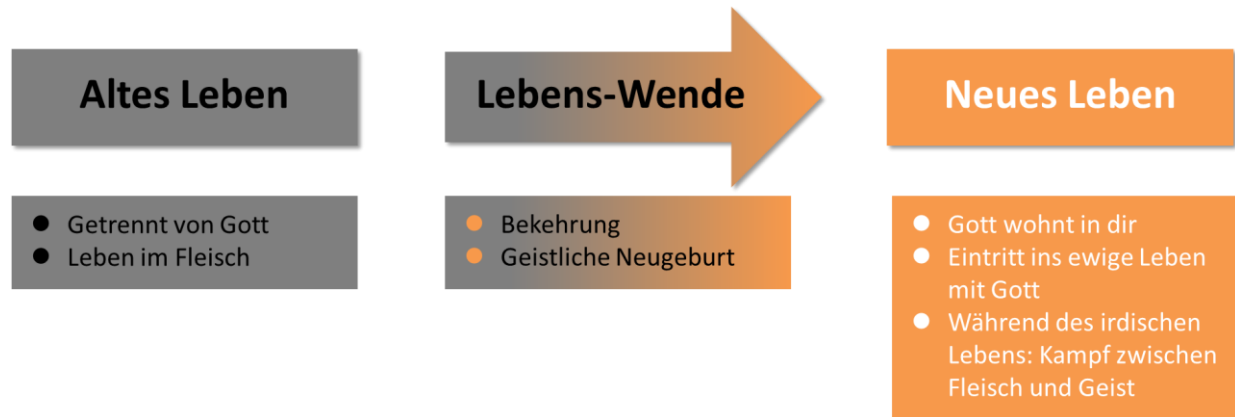 Altes Leben
Lebens-Wende
Neues Leben
● Getrennt von Gott
● Leben im Fleisch
● Bekehrung
● Geistliche Neugeburt
● Gott wohnt in dir
● Eintritt ins ewige Leben
mit Gott
● Während des irdischen
Lebens: Kampf zwischen
Fleisch und Geist